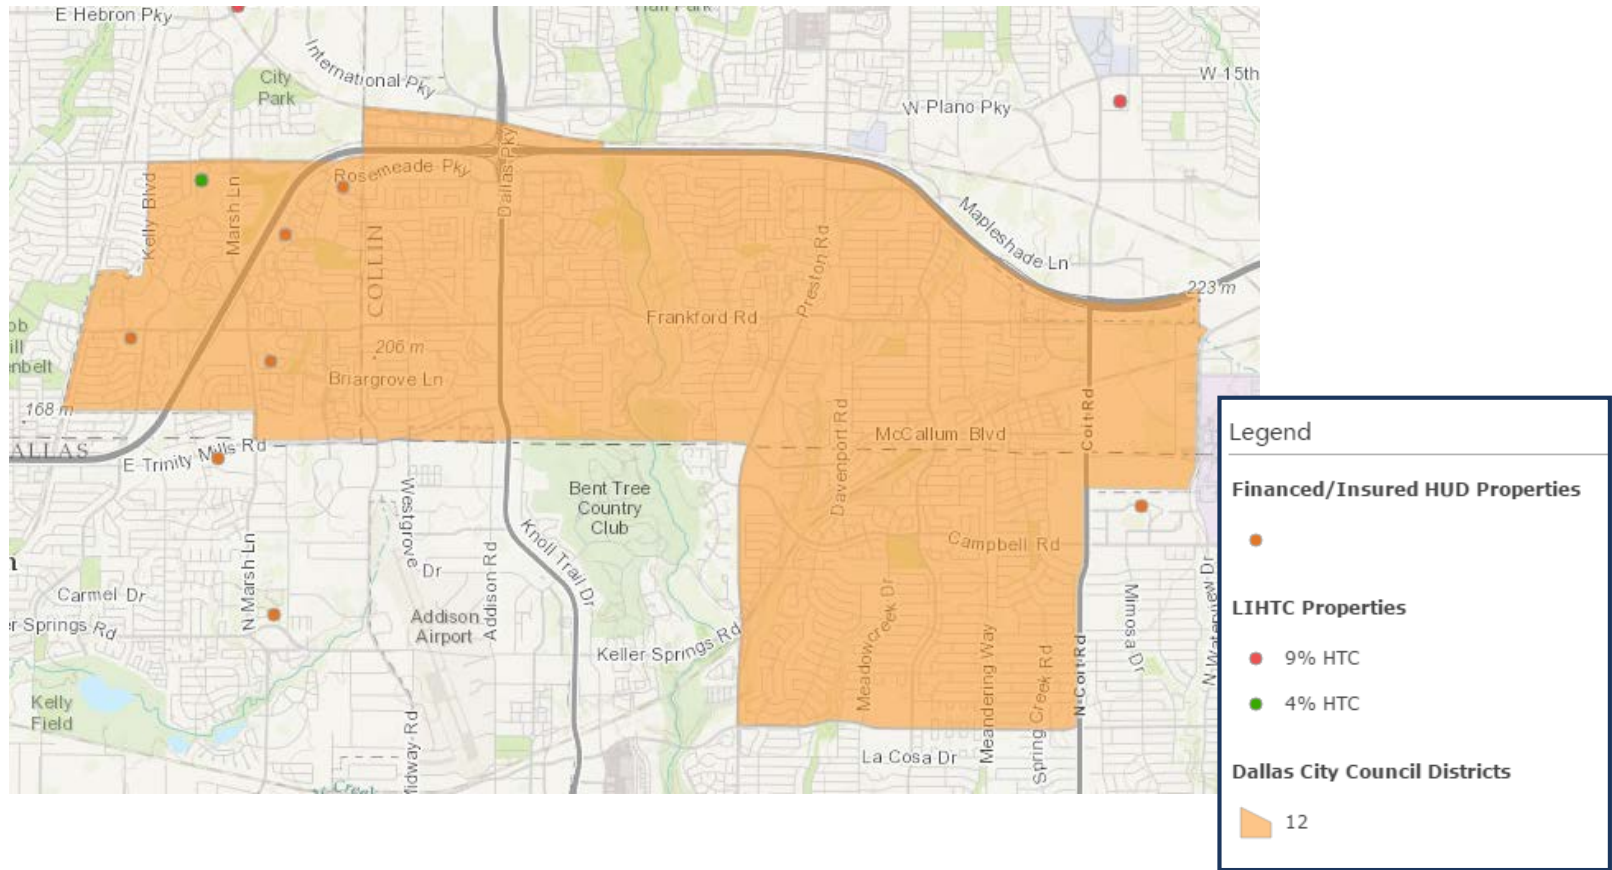 E Hebron Pky
Hall Park
International Pky
City
Park
W 15th
W Plano Pky
Rosemeade Pky
Dallas Pky
Kelly Blvd
Marsh Ln
COLLIN
Preston Rd
Mapleshade Ln
223 m
Frankford Rd
206 m
Briargrove Ln
168 m
E Trinity Mills Rd
McCallum Blvd
Davenport Rd
Coit Rd
Bent Tree
Country
Club
Westgrove
Dr
Addison Rd
Knoll Trail Dr
Campbell Rd
N Marsh Ln
Carmel Dr
Springs Rd
Addison
Airport
Keller Springs Rd
Meadowcreek Dr
Meandering Way
Spring Creek Rd
N Coit Rd
Mimosa Dr
Kelly
Field
Midway Rd
La Cosa Dr
Creek
Legend
Financed/Insured HUD Properties
LIHTC Properties
9% HTC
4% HTC
Dallas City Council Districts
12